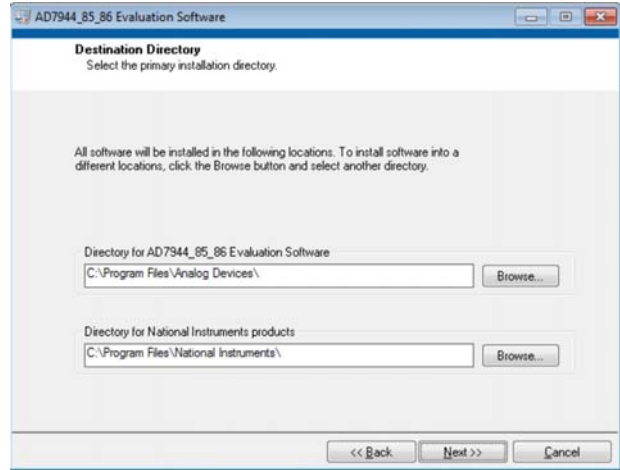 AD7944_85_86 Evaluation Software
Destination Directory
Select the primary installation directory.
All software will be installed in the following locations. To install software into a
different locations, click the Browse button and select another directory.
Directory for AD7944_85_86 Evaluation Software
C:\Program Files\Analog Devices\
Browse...
Directory for National Instruments products
C:\Program Files\National Instruments\
Browse...
<< Back
Next >>
Cancel